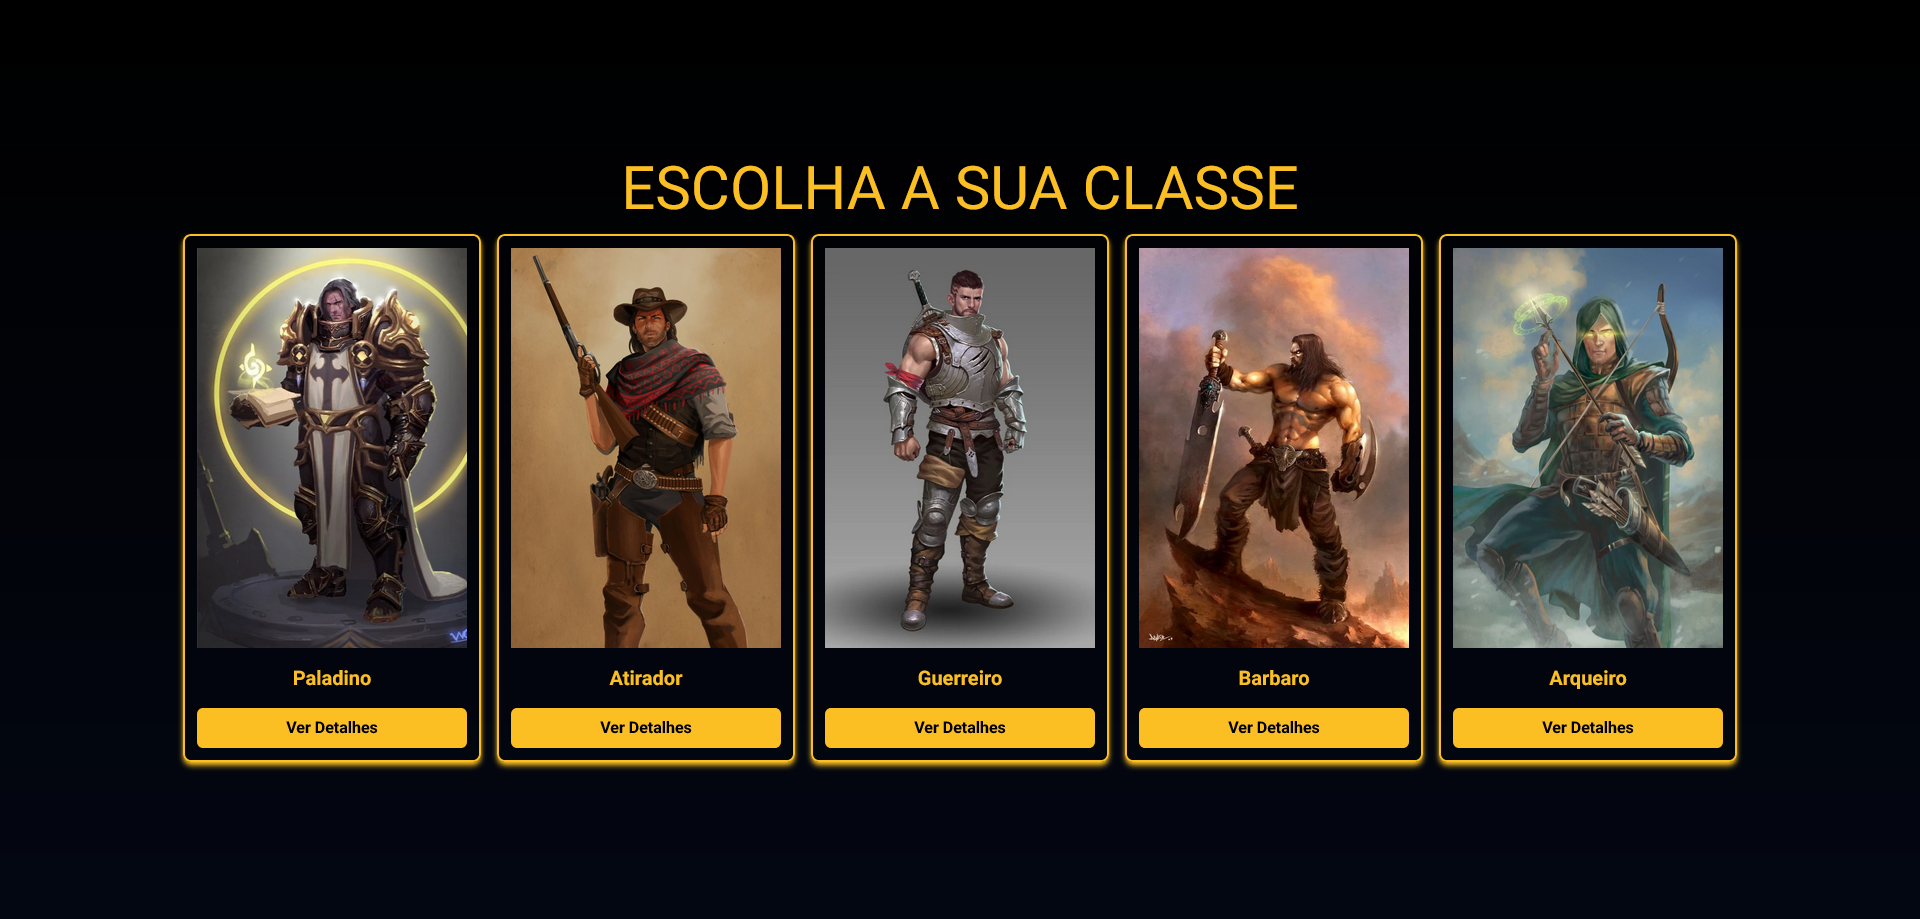 ESCOLHA A SUA CLASSE
Paladino
Ver Detalhes
Atirador
Ver Detalhes
Guerreiro
Ver Detalhes
Barbaro
Ver Detalhes
Arqueiro
Ver Detalhes